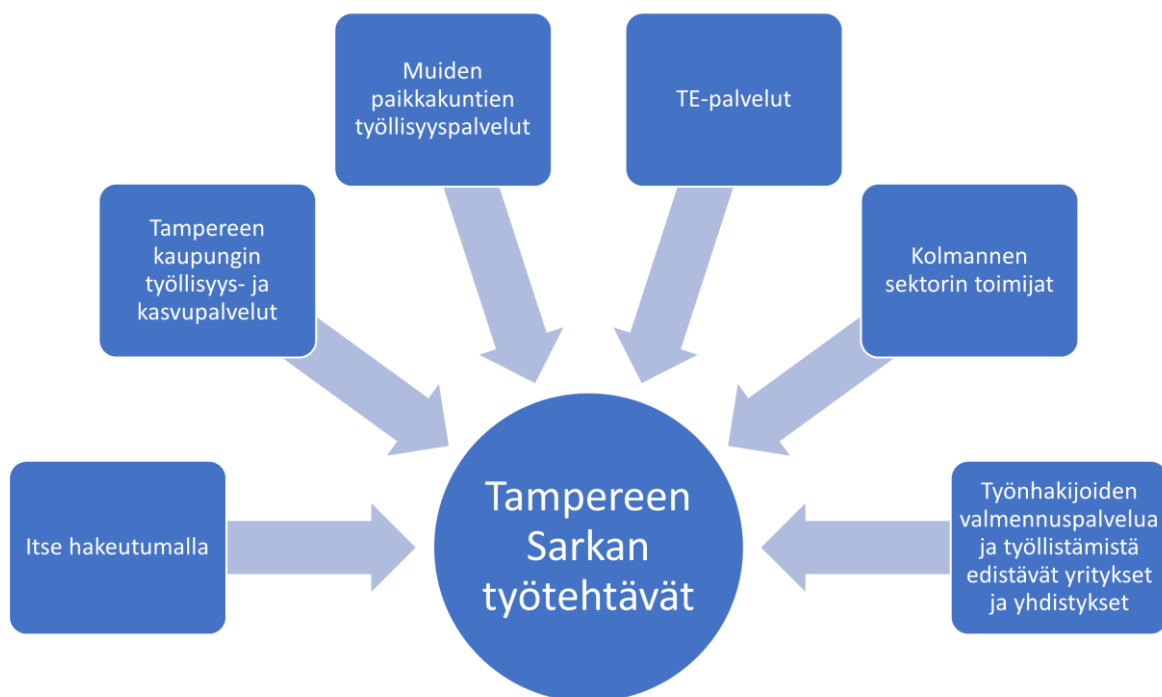 Muiden
paikkakuntien
työllisyyspalvelut
TE-palvelut
Tampereen
kaupungin
työllisyys- ja
kasvupalvelut
Kolmannen
sektorin toimijat
Itse hakeutumalla
Tampereen
Sarkan
työtehtävät
Työnhakijoiden
valmennuspalvelua
ja työllistämistä
edistävät yritykset
ja yhdistykset